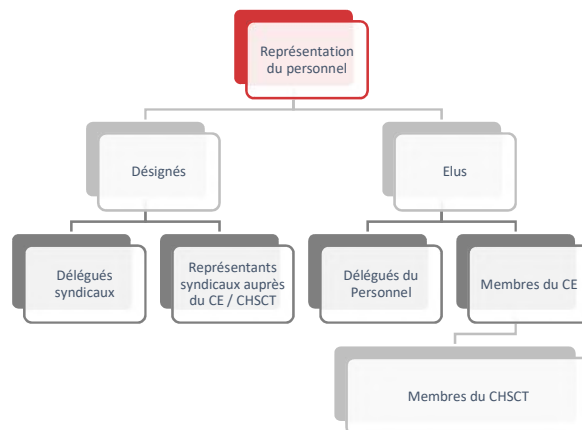 Représentation
du personnel
Désignés
Elus
Délégués
syndicaux
Représentants
syndicaux auprès
du CE / CHSCT
Délégués du
Personnel
Membres du CE
Membres du CHSCT